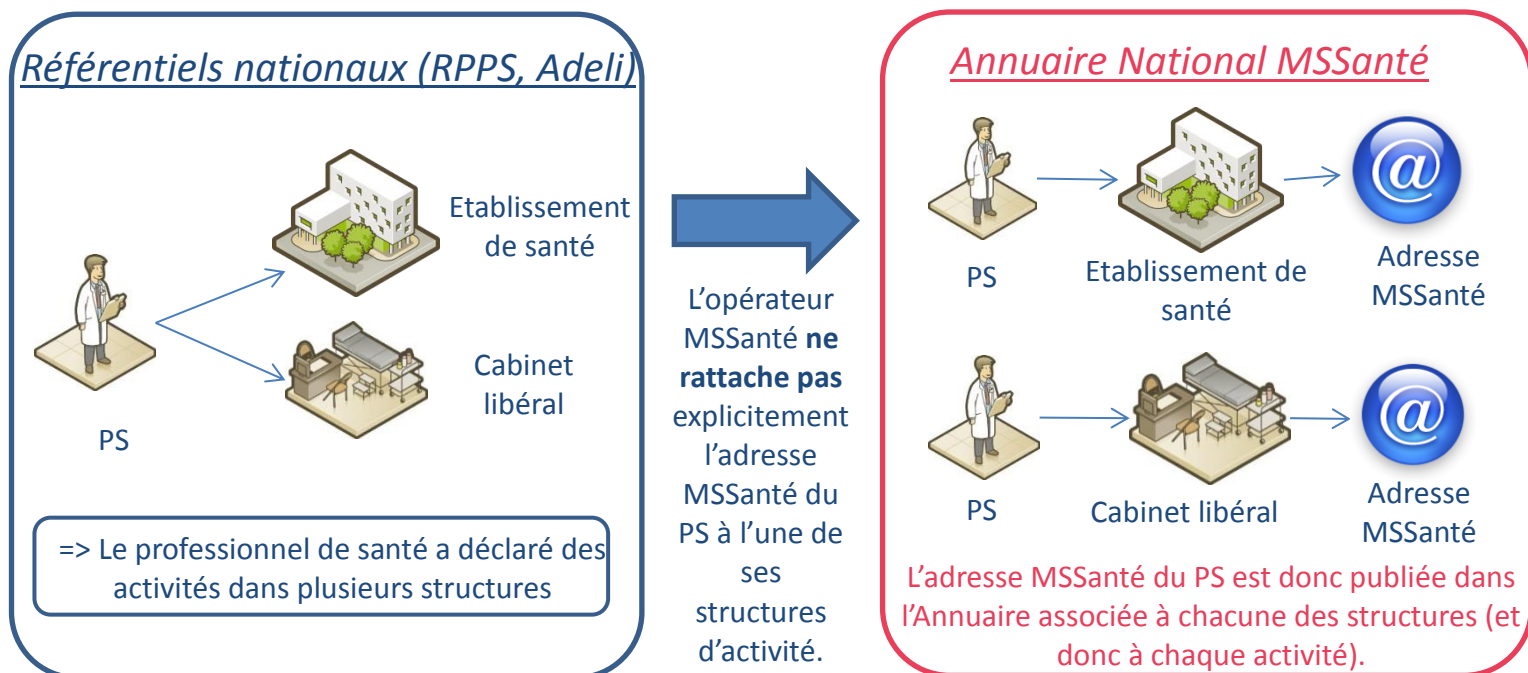 Référentiels nationaux (RPPS, Adeli)
Etablissement
de santé
Cabinet
libéral
PS
=> Le professionnel de santé a déclaré des
activités dans plusieurs structures
L’opérateur
MSSanté ne
rattache pas
explicitement
l’adresse
MSSanté du
PS à l’une de
ses
structures
d’activité.
Annuaire National MSSanté
@
PS
Etablissement de
santé
Adresse
MSSanté
@
PS
Cabinet libéral
Adresse
MSSanté
L’adresse MSSanté du PS est donc publiée dans
l’Annuaire associée à chacune des structures (et
donc à chaque activité).